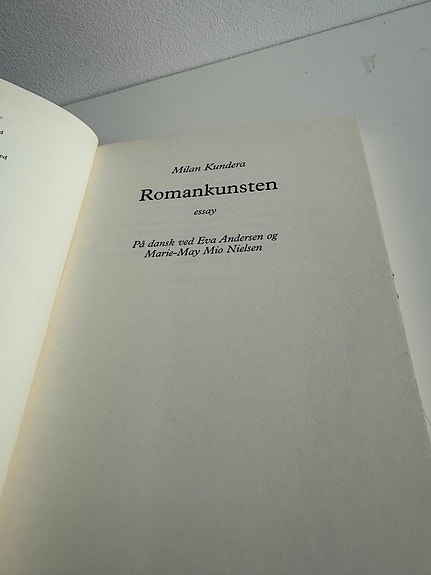 Milan Kundera
Romankunsten
essay
På dansk ved Eva Andersen og
Marie-May Mio Nielsen